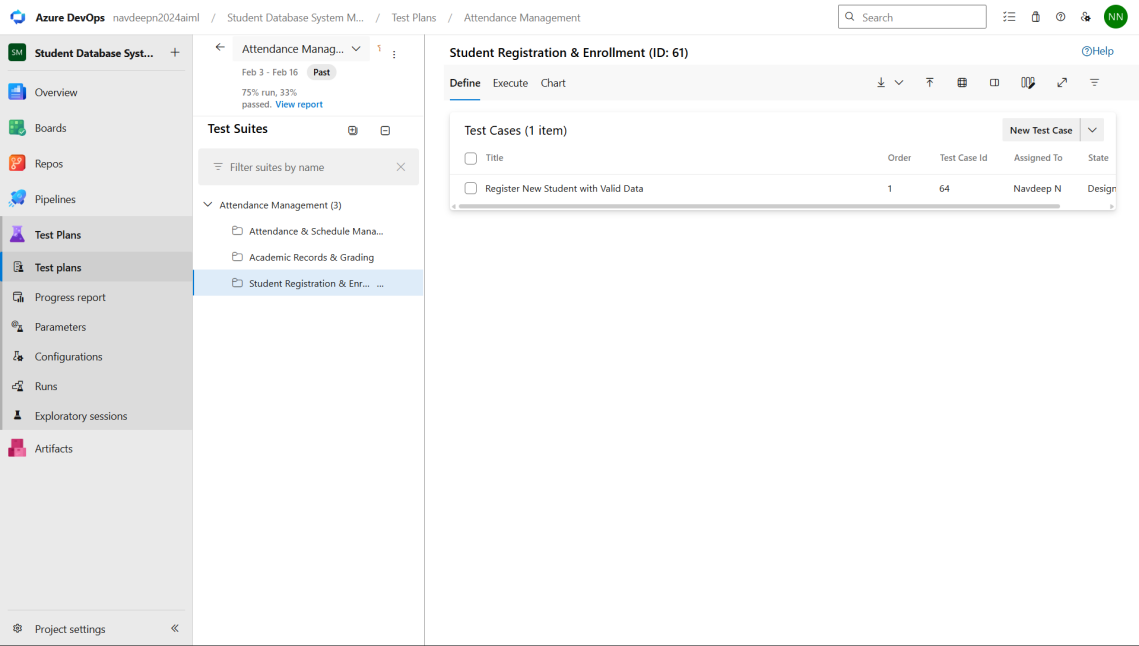 Azure DevOps navdeepn2024aiml / Student Database System M... / Test Plans / Attendance Management
Search
NN
SM Student Database Syst... +
Overview
Boards
Repos
Pipelines
Test Plans
Test plans
Progress report
Parameters
Configurations
Runs
Exploratory sessions
Artifacts
Project settings
Attendance Manag... 1
Feb 3 - Feb 16 Past
75% run, 33%
passed. View report
Test Suites
Filter suites by name
Attendance Management (3)
Attendance & Schedule Mana...
Academic Records & Grading
Student Registration & Enr... ...
Student Registration & Enrollment (ID: 61)
Help
Define Execute Chart
Test Cases (1 item)
New Test Case
Title Order Test Case Id Assigned To State
Register New Student with Valid Data 1 64 Navdeep N Design